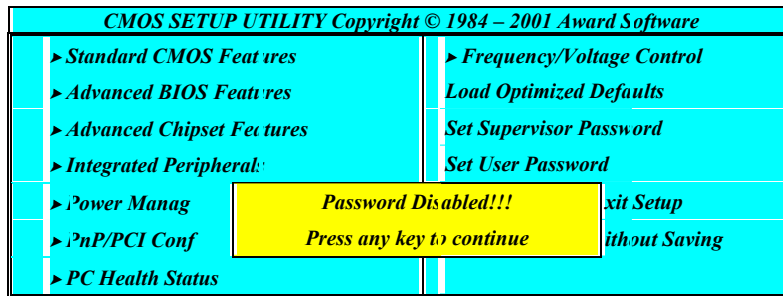 CMOS SETUP UTILITY Copyright © 1984 – 2001 Award Software
➤ Standard CMOS Features
➤ Advanced BIOS Features
➤ Advanced Chipset Features
➤ Integrated Peripherals
➤ Power Manag
➤ PnP/PCI Conf
➤ PC Health Status
➤ Frequency/Voltage Control
Load Optimized Defaults
Set Supervisor Password
Set User Password
xit Setup
ithout Saving
Password Disabled!!!
Press any key to continue